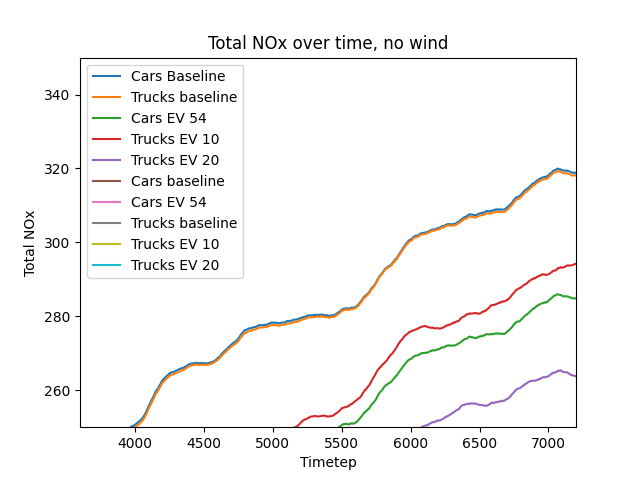 Total NOx over time, no wind
Total NOx
340
320
300
280
260
Cars Baseline
Trucks baseline
Cars EV 54
Trucks EV 10
Trucks EV 20
Cars baseline
Cars EV 54
Trucks baseline
Trucks EV 10
Trucks EV 20
4000 4500 5000 5500 6000 6500 7000
Timetep